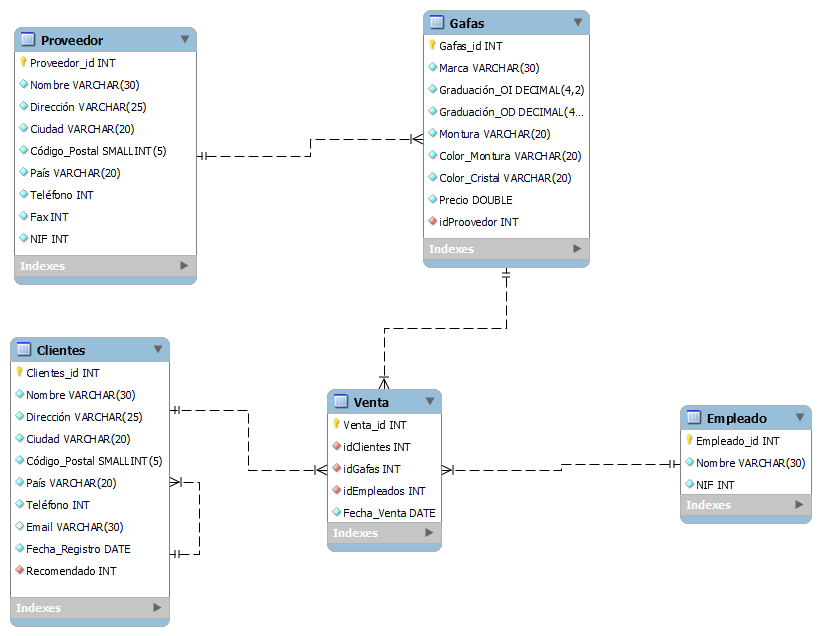 Proveedor
Proveedor_id INT
Nombre VARCHAR(30)
Dirección VARCHAR(25)
Ciudad VARCHAR(20)
Código_Postal SMALLINT(5)
País VARCHAR(20)
Teléfono INT
Fax INT
NIF INT
Indexes
Gafas
Gafas_id INT
Marca VARCHAR(30)
Graduación_OI DECIMAL(4,2)
Graduación_OD DECIMAL(4...
Montura VARCHAR(20)
Color_Montura VARCHAR(20)
Color_Cristal VARCHAR(20)
Precio DOUBLE
idProovedor INT
Indexes
Clientes
Clientes_id INT
Nombre VARCHAR(30)
Dirección VARCHAR(25)
Ciudad VARCHAR(20)
Código_Postal SMALLINT(5)
País VARCHAR(20)
Teléfono INT
Email VARCHAR(30)
Fecha_Registro DATE
Recomendado INT
Indexes
Venta
Venta_id INT
idClientes INT
idGafas INT
idEmpleados INT
Fecha_Venta DATE
Indexes
Empleado
Empleado_id INT
Nombre VARCHAR(30)
NIF INT
Indexes